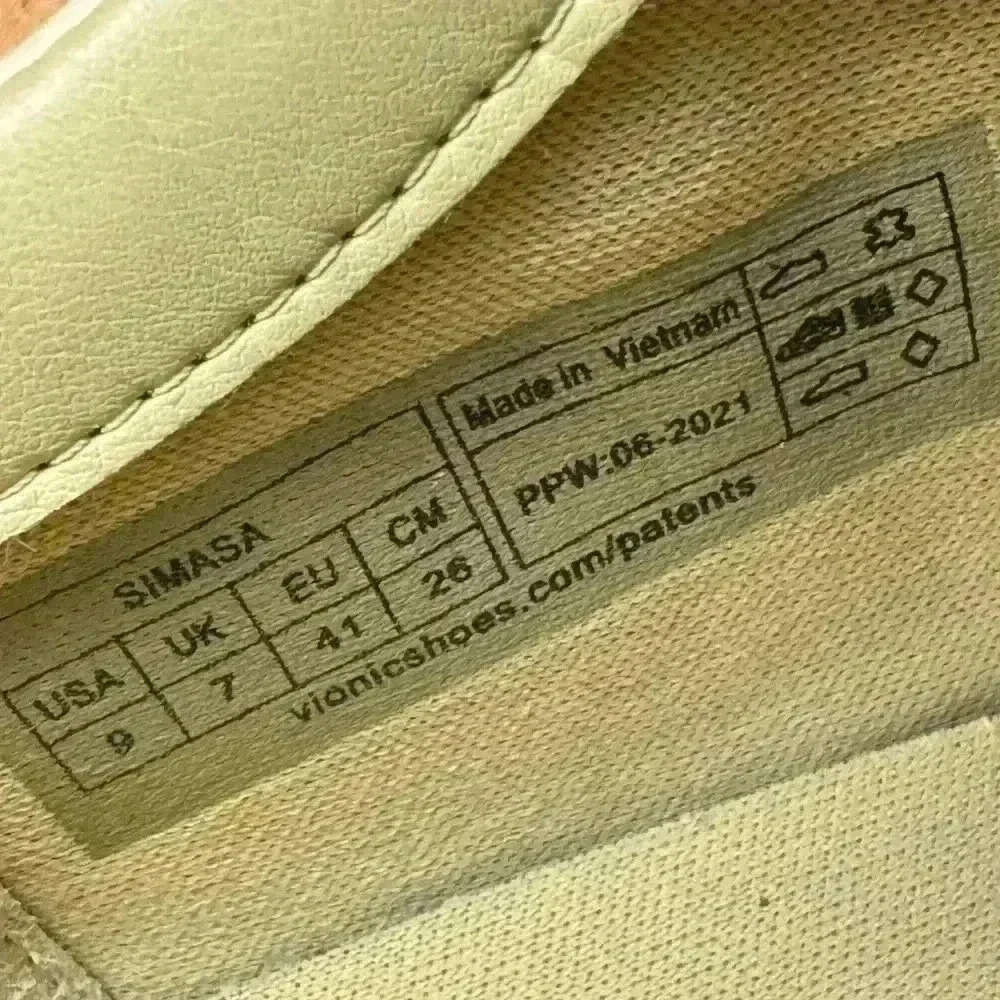 SIMASA
USA UK EU CM
9 7 41 26
Made in Vietnam
PPW:06-2021
vionicshoes.com/patents